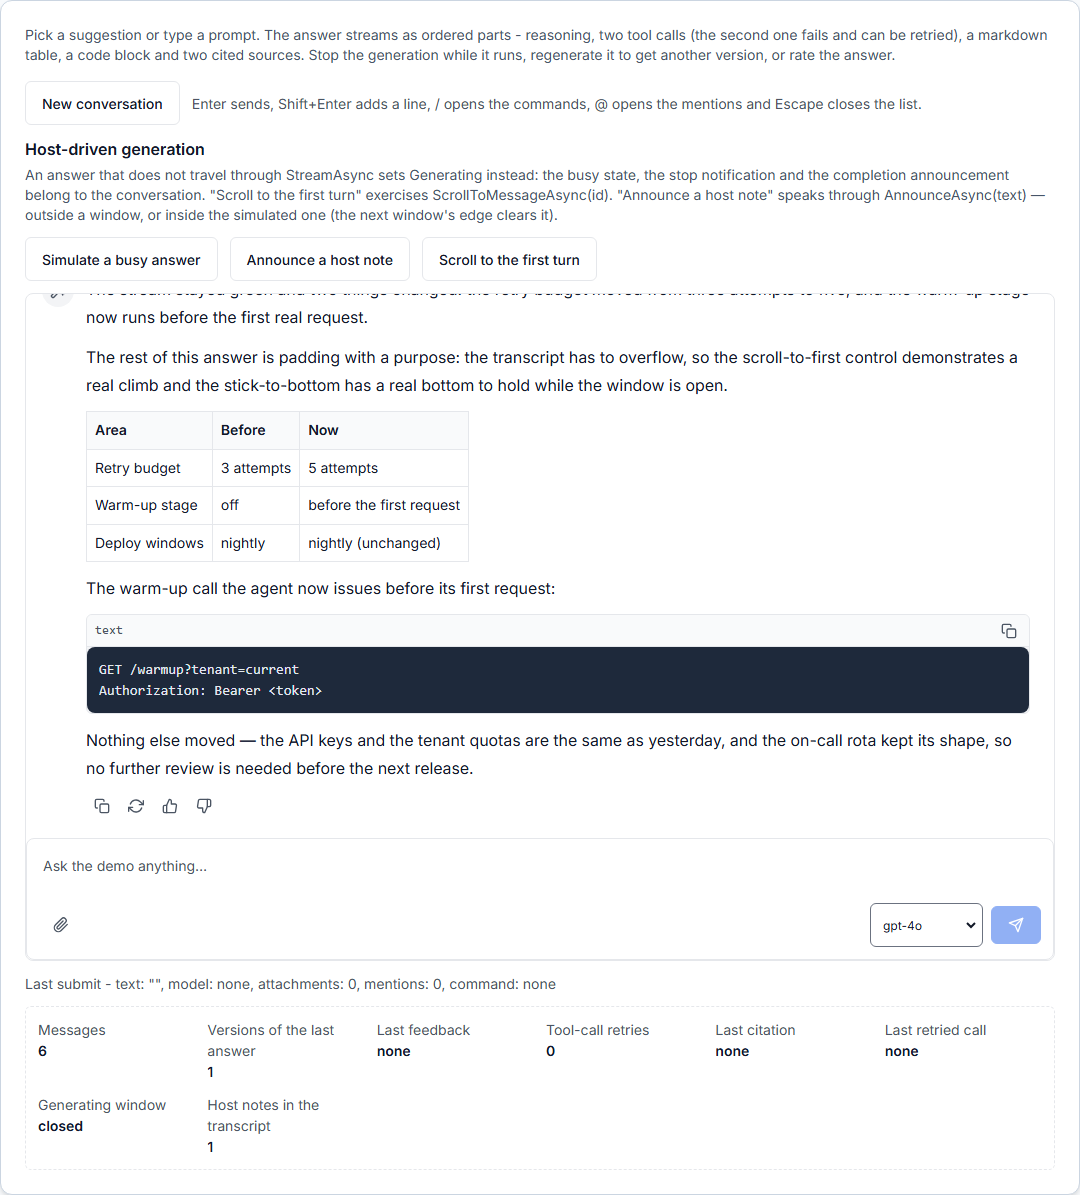 Pick a suggestion or type a prompt. The answer streams as ordered parts - reasoning, two tool calls (the second one fails and can be retried), a markdown
table, a code block and two cited sources. Stop the generation while it runs, regenerate it to get another version, or rate the answer.
New conversation
Enter sends, Shift+Enter adds a line, / opens the commands, @ opens the mentions and Escape closes the list.
Host-driven generation
An answer that does not travel through StreamAsync sets Generating instead: the busy state, the stop notification and the completion announcement
belong to the conversation. "Scroll to the first turn" exercises ScrollToMessageAsync(id). "Announce a host note" speaks through AnnounceAsync(text) —
outside a window, or inside the simulated one (the next window's edge clears it).
Simulate a busy answer
Announce a host note
Scroll to the first turn
now runs before the first real request.
The rest of this answer is padding with a purpose: the transcript has to overflow, so the scroll-to-first control demonstrates a
real climb and the stick-to-bottom has a real bottom to hold while the window is open.
Area Before Now
Retry budget 3 attempts 5 attempts
Warm-up stage off before the first request
Deploy windows nightly nightly (unchanged)
The warm-up call the agent now issues before its first request:
text
GET /warmup?tenant=current
Authorization: Bearer <token>
Nothing else moved — the API keys and the tenant quotas are the same as yesterday, and the on-call rota kept its shape, so
no further review is needed before the next release.
Ask the demo anything...
gpt-4o
Last submit - text: "", model: none, attachments: 0, mentions: 0, command: none
Messages
6
Versions of the last
answer
1
Last feedback
none
Tool-call retries
0
Last citation
none
Last retried call
none
Generating window
closed
Host notes in the
transcript
1